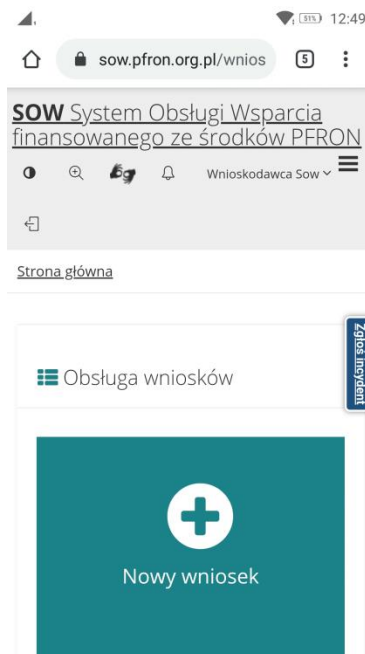 51% 12:49
sow.pfron.org.pl/wnios 5
SOW System Obsługi Wsparcia
finansowanego ze środków PFRON
Wnioskodawca Sow
Strona główna
Zgłoś incydent
Obsługa wniosków
Nowy wniosek